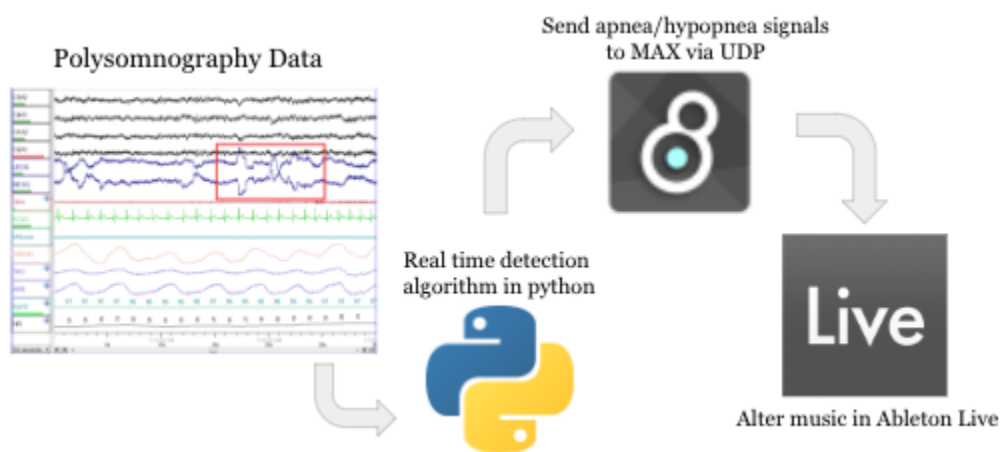 Polysomnography Data
Send apnea/hypopnea signals
to MAX via UDP
Real time detection
algorithm in python
Live
Alter music in Ableton Live